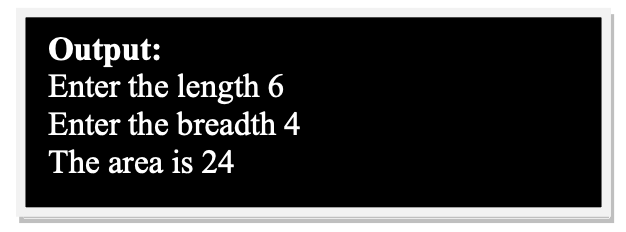 Output:
Enter the length 6
Enter the breadth 4
The area is 24